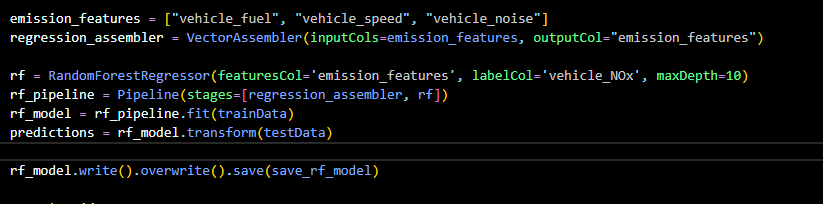 emission_features = ["vehicle_fuel", "vehicle_speed", "vehicle_noise"]
regression_assembler = VectorAssembler(inputCols=emission_features, outputCol="emission_features")
rf = RandomForestRegressor(featuresCol='emission_features', labelCol='vehicle_NOx', maxDepth=10)
rf_pipeline = Pipeline(stages=[regression_assembler, rf])
rf_model = rf_pipeline.fit(trainData)
predictions = rf_model.transform(testData)
rf_model.write().overwrite().save(save_rf_model)